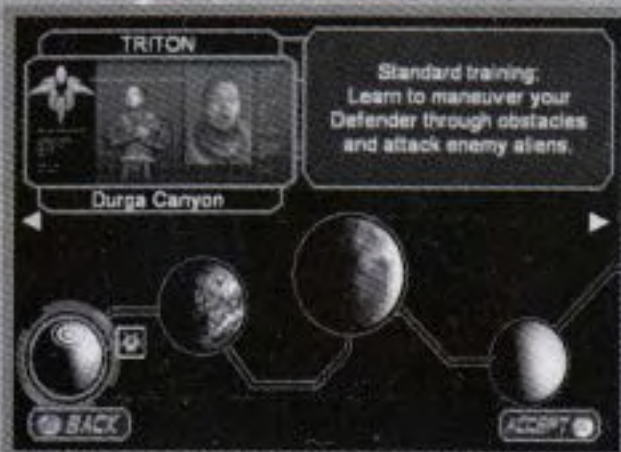 TRITON
Durga Canyon
Standard training:
Learn to maneuver your
Defender through obstacles
and attack enemy aliens.
BACK
ACCEPT